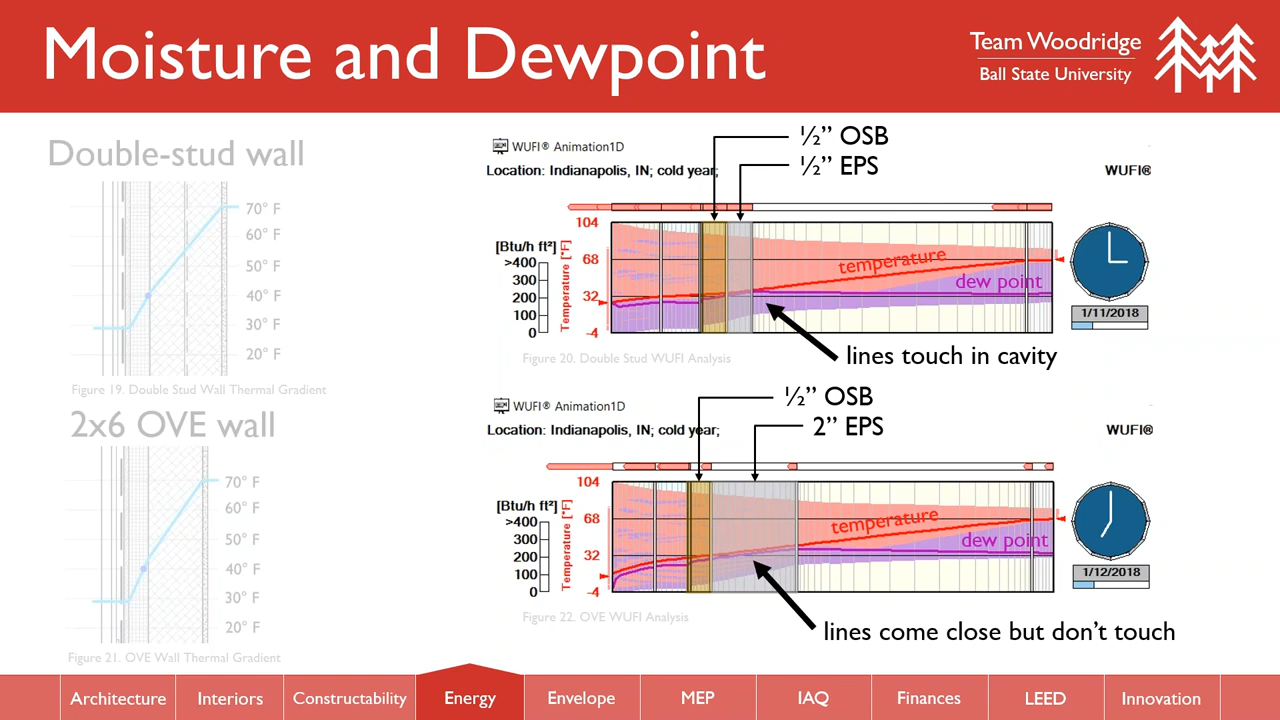 Moisture and Dewpoint
Team Woodridge
Ball State University
Double-stud wall
70° F
60° F
50° F
40° F
30° F
20° F
Figure 19. Double Stud Wall Thermal Gradient
2x6 OVE wall
70° F
60° F
50° F
40° F
30° F
20° F
Figure 21. OVE Wall Thermal Gradient
½” OSB
½” EPS
WUFI® Animation1D
Location: Indianapolis, IN; cold year;
WUFI®
[Btu/h ft²]
>400
300
200
100
0
Temperature [°F]
104
68
32
-4
temperature
dew point
1/11/2018
lines touch in cavity
Figure 20. Double Stud WUFI Analysis
½” OSB
2” EPS
WUFI® Animation1D
Location: Indianapolis, IN; cold year;
WUFI®
[Btu/h ft²]
>400
300
200
100
0
Temperature [°F]
104
68
32
-4
temperature
dew point
1/12/2018
Figure 22. OVE WUFI Analysis
lines come close but don’t touch
Architecture
Interiors
Constructability
Energy
Envelope
MEP
IAQ
Finances
LEED
Innovation